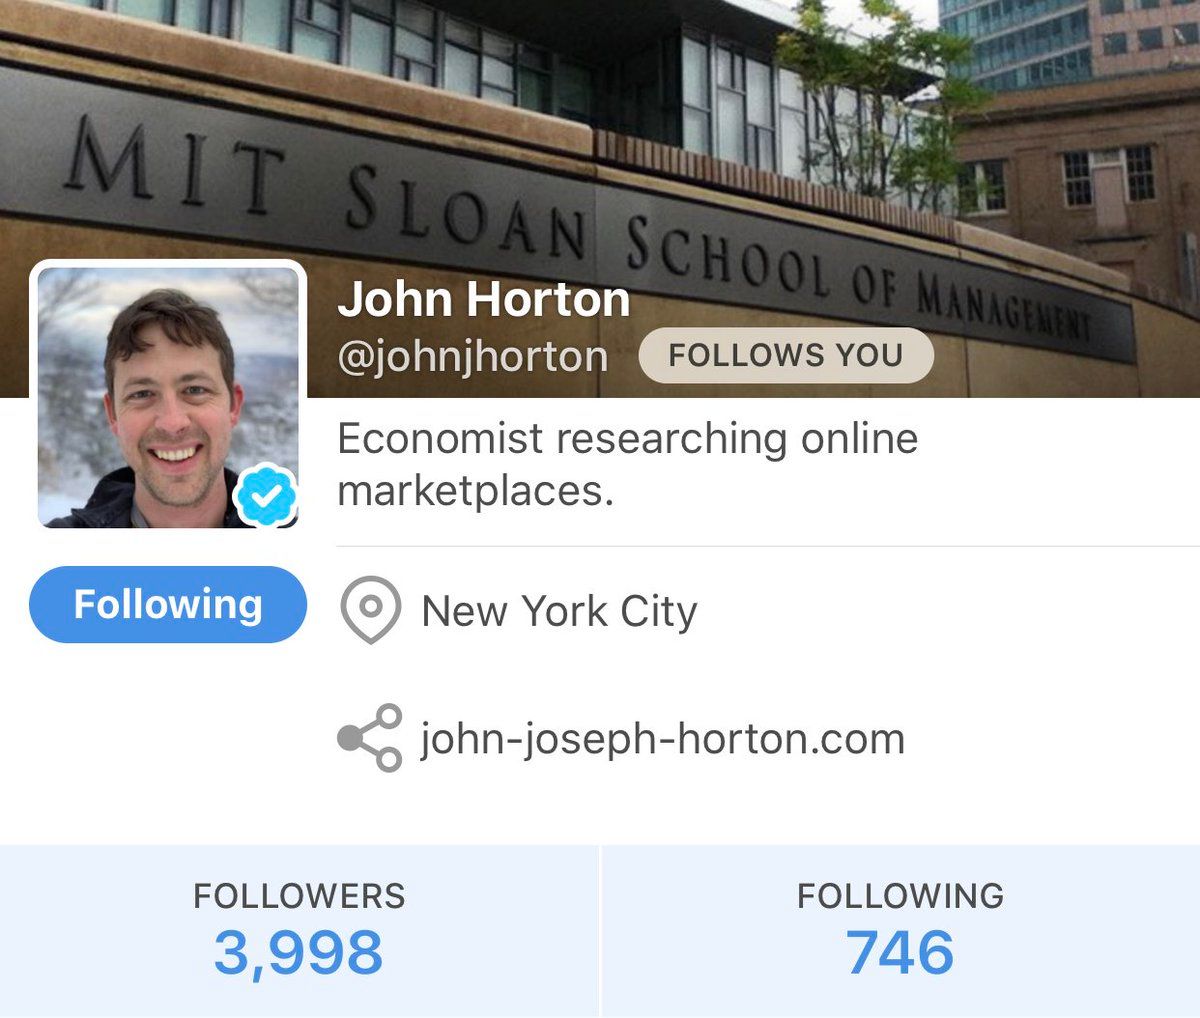 MIT SLOAN SCHOOL OF MANAGEMENT
John Horton
@johnjhorton FOLLOWS YOU
Economist researching online
marketplaces.
Following
New York City
john-joseph-horton.com
FOLLOWERS FOLLOWING
3,998 746